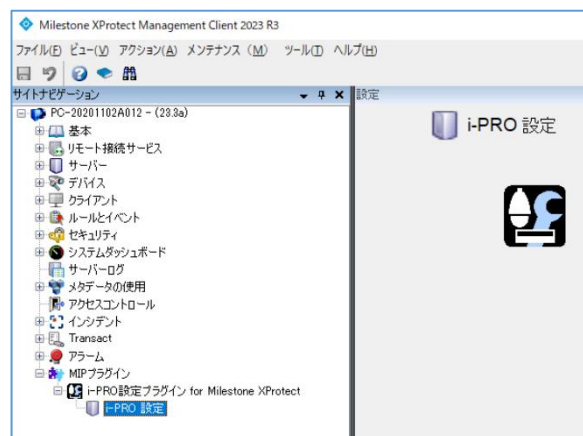 Milestone XProtect Management Client 2023 R3
ファイル(F) ビュー(V) アクション(A) メンテナンス (M) ツール(T) ヘルプ(H)
サイトナビゲーション
設定
PC-20201102A012 - (23.3a)
基本
リモート接続サービス
サーバー
デバイス
クライアント
ルールとイベント
セキュリティ
システムダッシュボード
サーバーログ
メタデータの使用
アクセスコントロール
インシデント
Transact
アラーム
MIPプラグイン
i-PRO設定プラグイン for Milestone XProtect
i-PRO 設定
i-PRO 設定